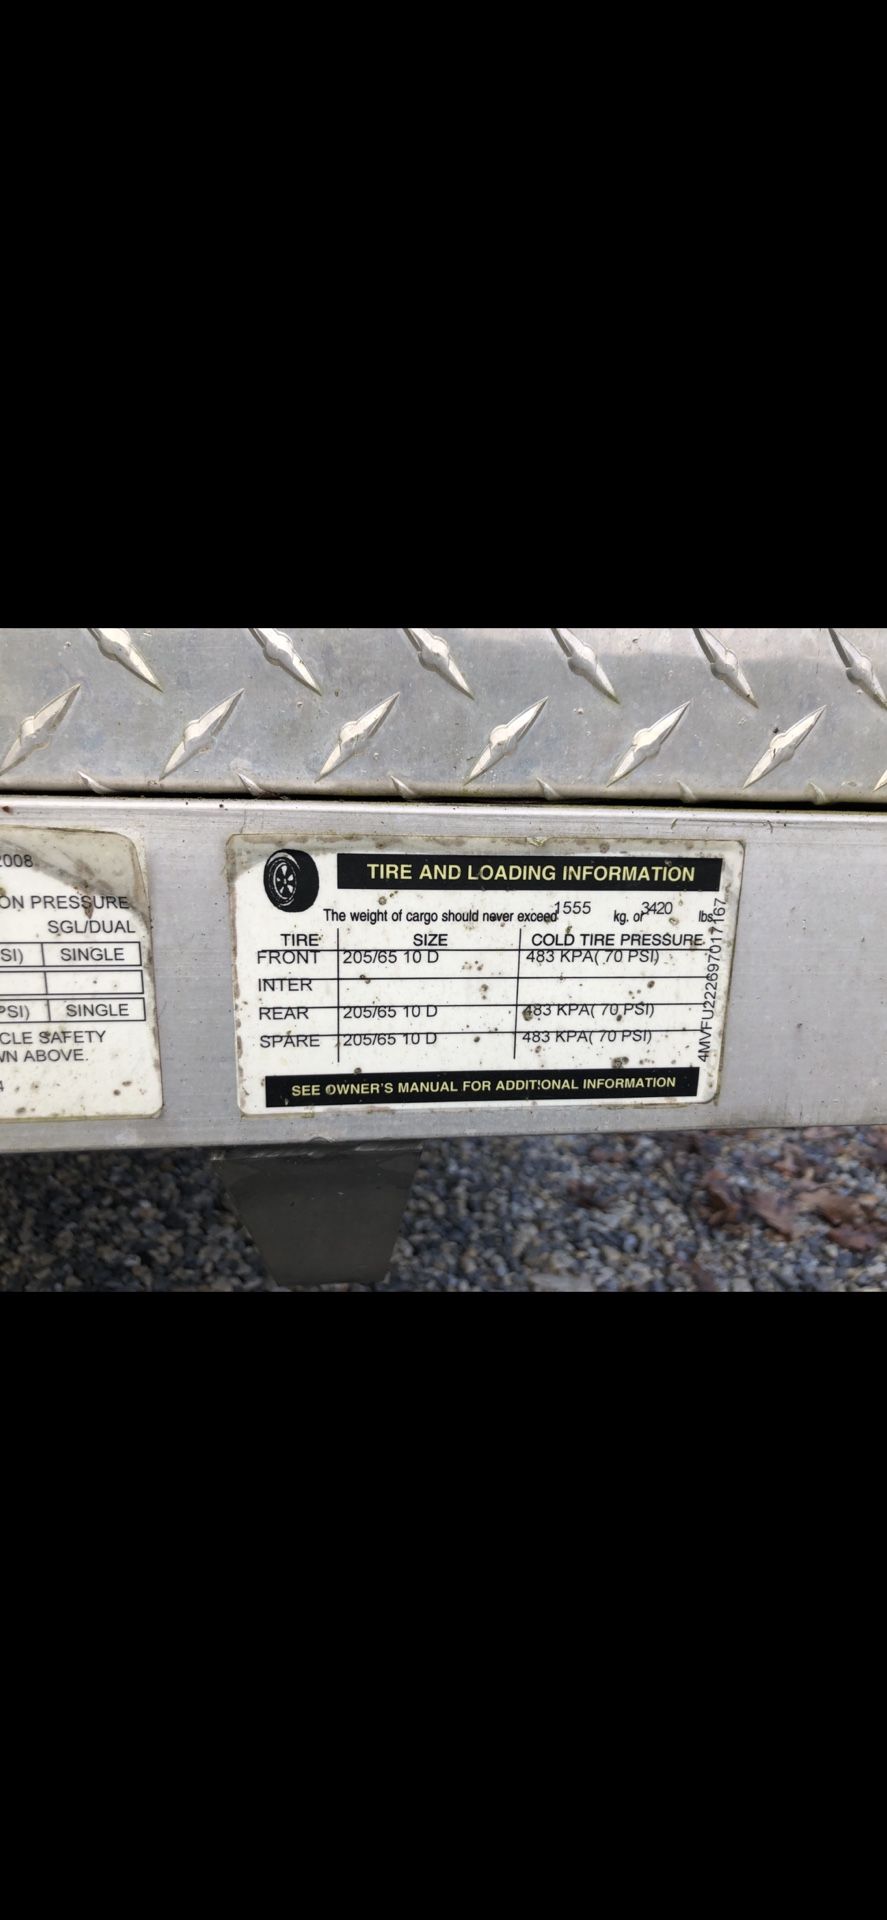 2008
ON PRESSURE
SGL/DUAL
SI) SINGLE
PSI) SINGLE
CLE SAFETY
WN ABOVE.
4
TIRE AND LOADING INFORMATION
The weight of cargo should never exceed 1555 kg. or 3420 lbs.
TIRE SIZE COLD TIRE PRESSURE
FRONT 205/65 10 D 483 KPA( 70 PSI)
INTER
REAR 205/65 10 D 483 KPA( 70 PSI)
SPARE 205/65 10 D 483 KPA( 70 PSI)
SEE OWNER'S MANUAL FOR ADDITIONAL INFORMATION
4MVFU222697017167